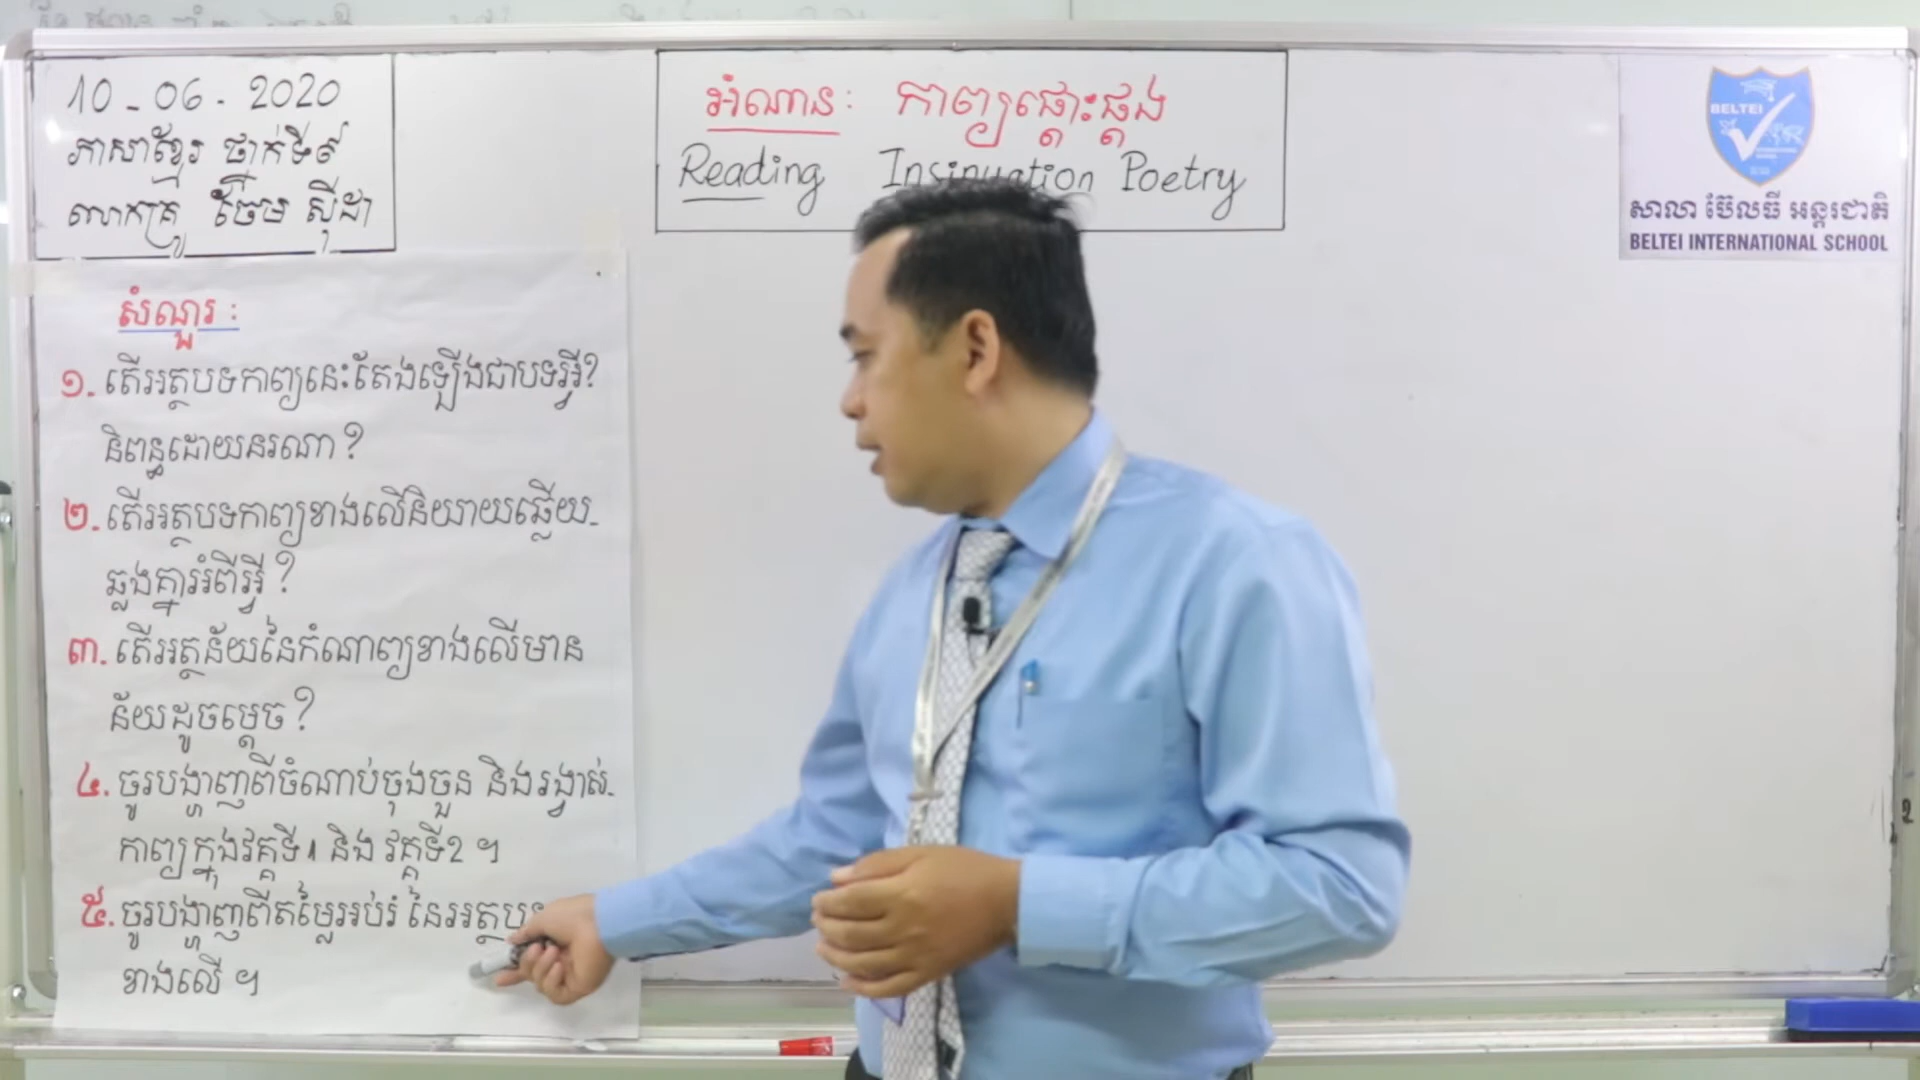 10 - 06 - 2020
ភាសាខ្មែរ ថ្នាក់ទី៩
លោកគ្រូ ចែម ស៊ីដា
អំណាន : កាព្យផ្តោះផ្តង
Reading Insinuation Poetry
BELTEI
សាលា ប៊ែលធី អន្តរជាតិ
BELTEI INTERNATIONAL SCHOOL
សំណួរ :
១. តើអត្ថបទកាព្យនេះតែងឡើងជាបទអ្វី?
និពន្ធដោយនរណា ?
២. តើអត្ថបទកាព្យខាងលើនិយាយឆ្លើយ-
ឆ្លងគ្នាអំពីអ្វី ?
៣. តើអត្ថន័យនៃកំណាព្យខាងលើមាន
ន័យដូចម្តេច ?
៤. ចូរបង្ហាញពីចំណាប់ចុងចួន និងរង្វាស់-
កាព្យក្នុងវគ្គទី1 និង វគ្គទី2 ។
៥. ចូរបង្ហាញពីតម្លៃអប់រំ នៃអត្ថបទ
ខាងលើ ។